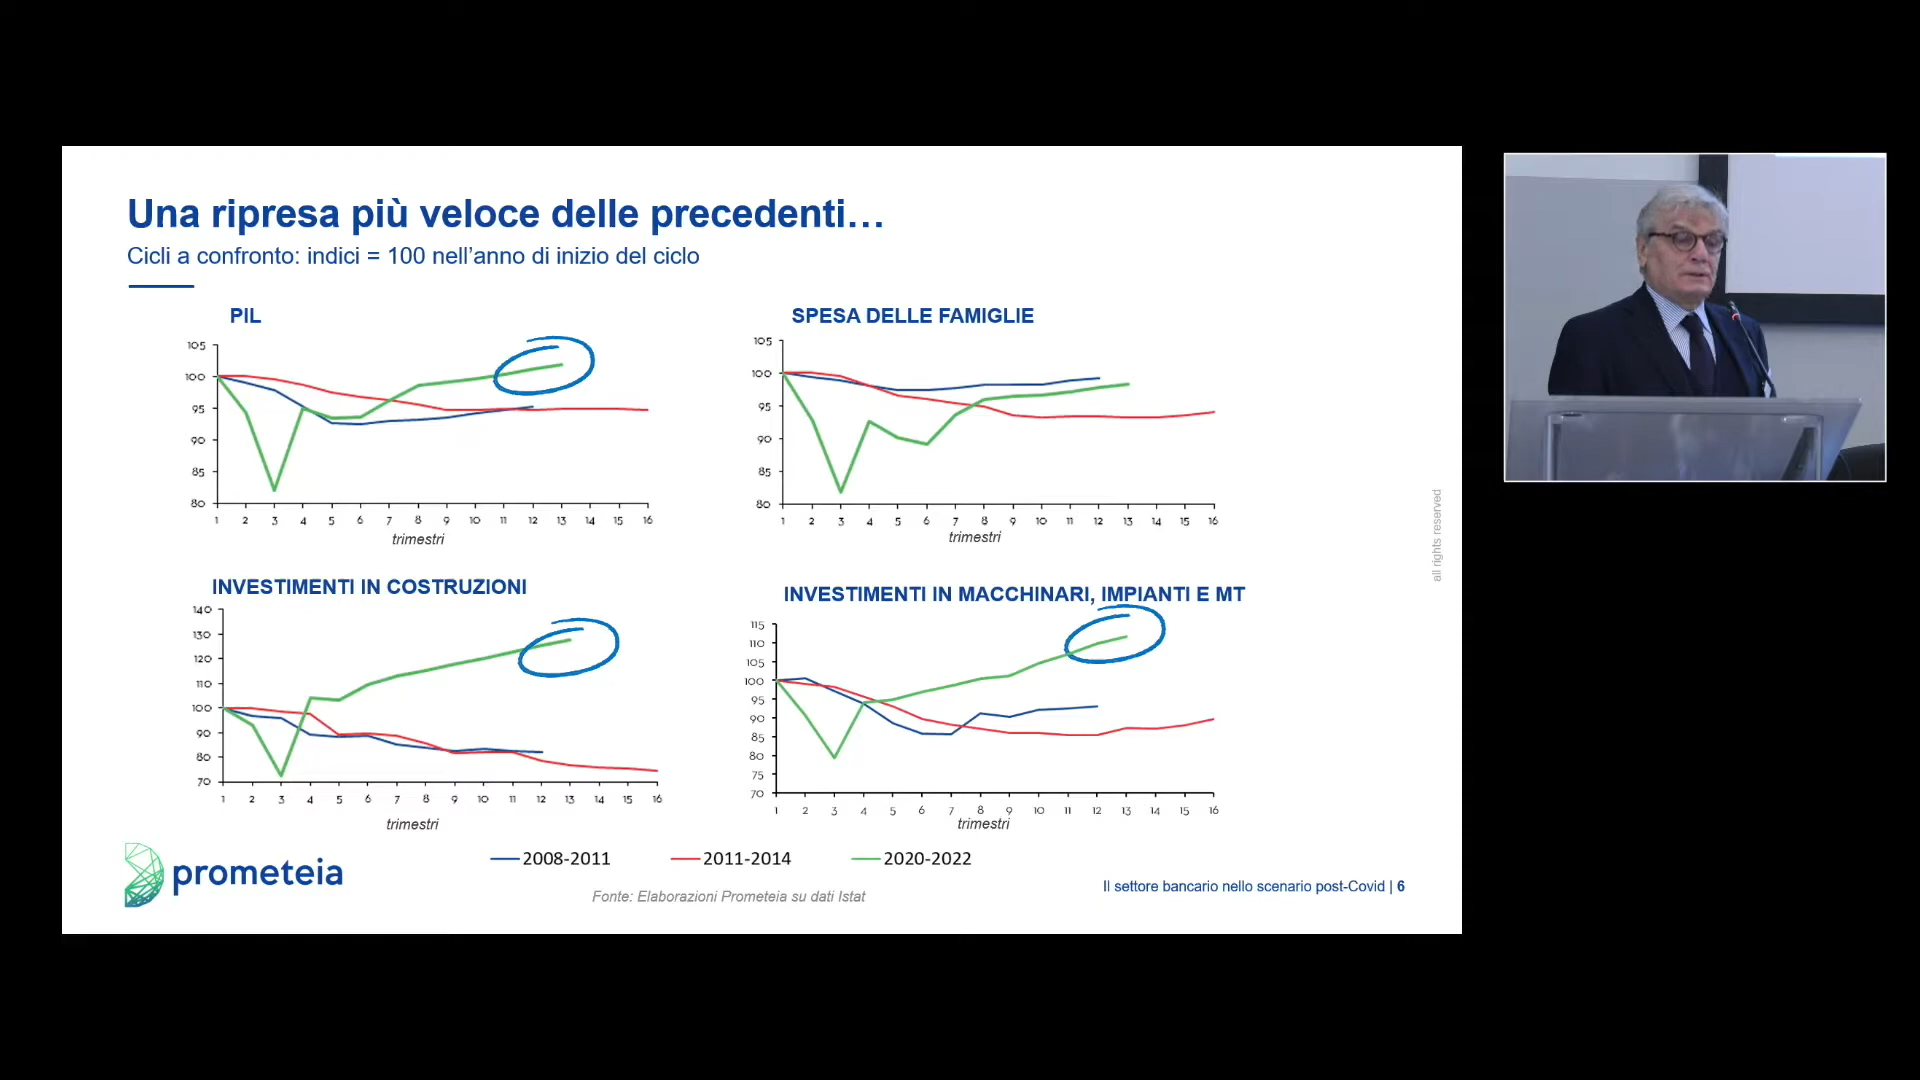 Una ripresa più veloce delle precedenti…
Cicli a confronto: indici = 100 nell'anno di inizio del ciclo
PIL
105
100
95
90
85
80
1 2 3 4 5 6 7 8 9 10 11 12 13 14 15 16
trimestri
SPESA DELLE FAMIGLIE
105
100
95
90
85
80
1 2 3 4 5 6 7 8 9 10 11 12 13 14 15 16
trimestri
INVESTIMENTI IN COSTRUZIONI
140
130
120
110
100
90
80
70
1 2 3 4 5 6 7 8 9 10 11 12 13 14 15 16
trimestri
INVESTIMENTI IN MACCHINARI, IMPIANTI E MT
115
110
105
100
95
90
85
80
75
70
1 2 3 4 5 6 7 8 9 10 11 12 13 14 15 16
trimestri
all rights reserved
2008-2011 2011-2014 2020-2022
prometeia
Fonte: Elaborazioni Prometeia su dati Istat
Il settore bancario nello scenario post-Covid | 6